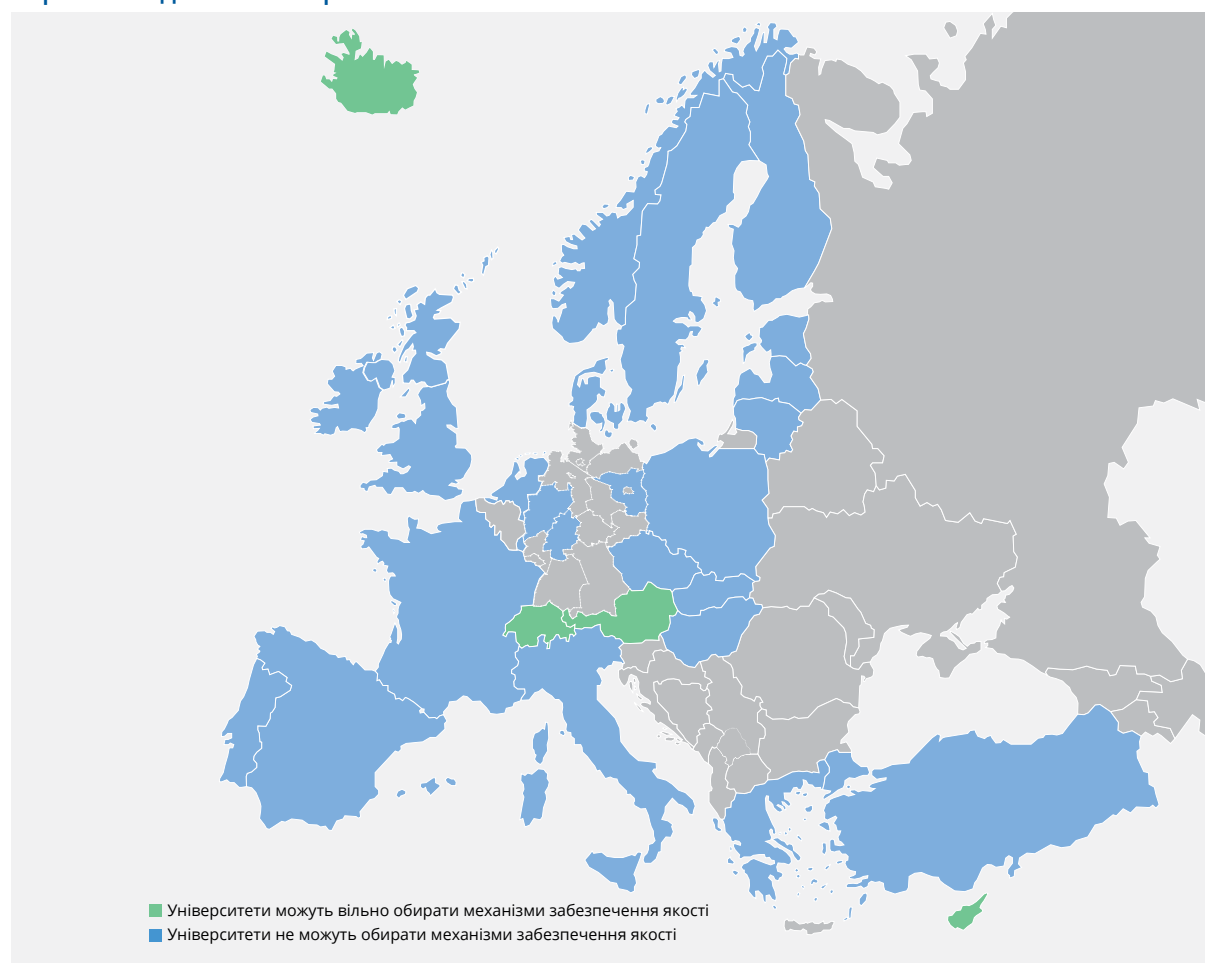 Університети можуть вільно обирати механізми забезпечення якості
Університети не можуть обирати механізми забезпечення якості